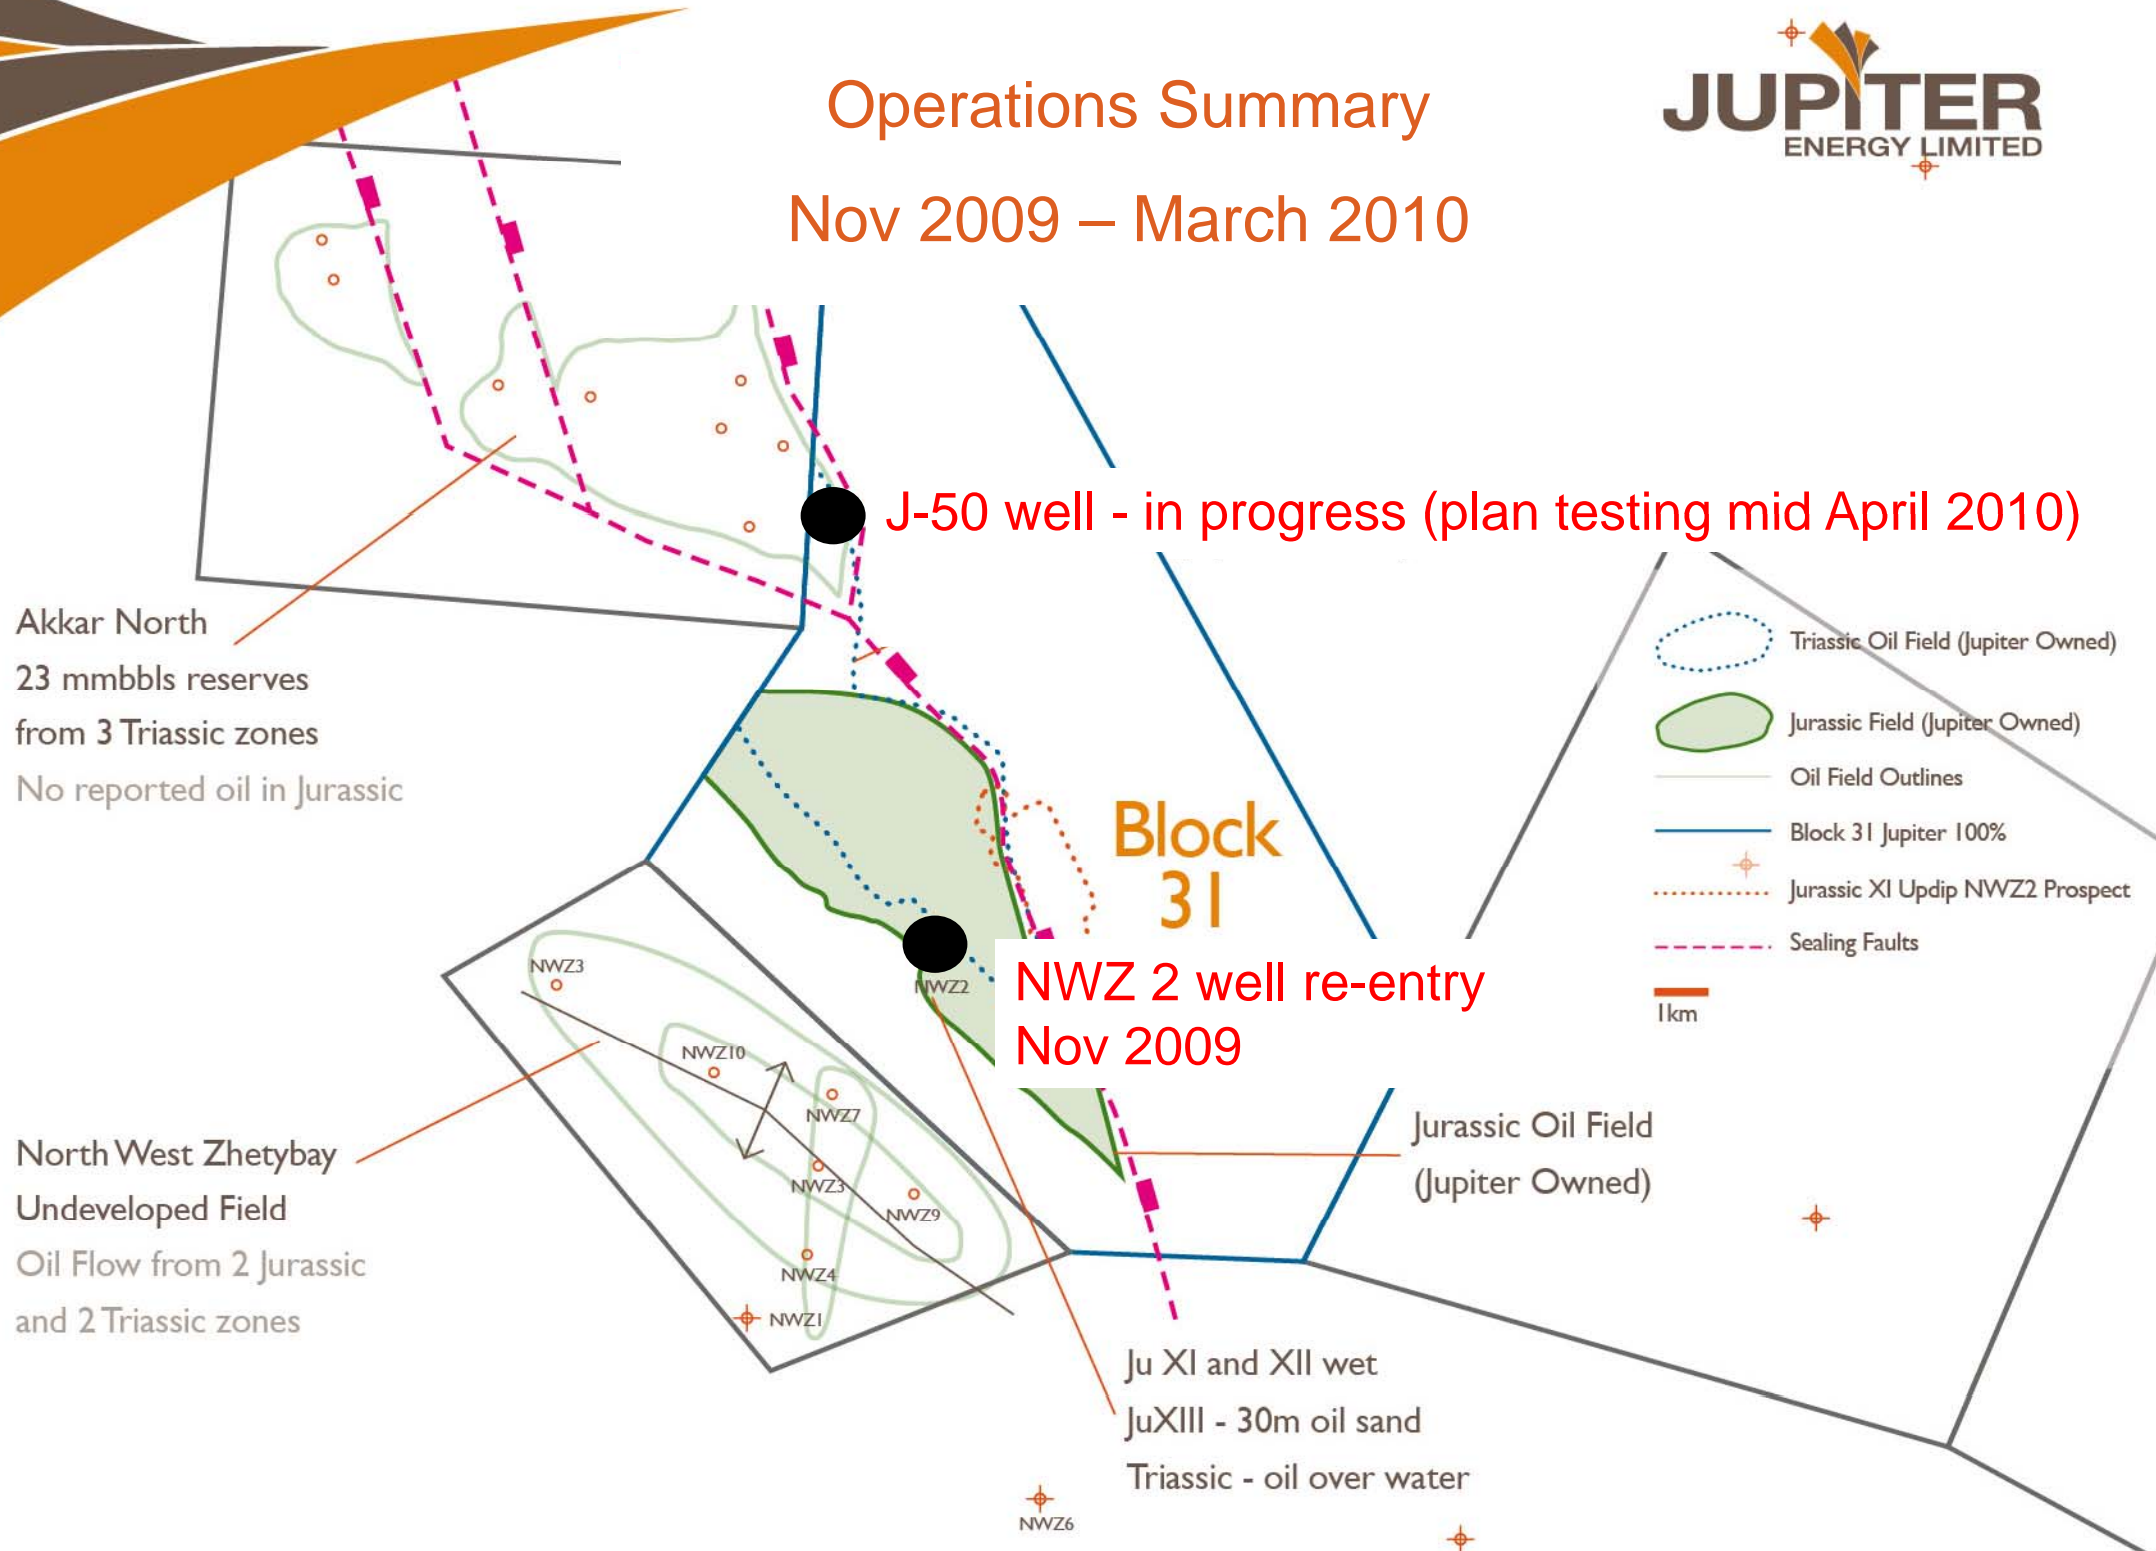 Operations Summary
Nov 2009 – March 2010
JUPITER
ENERGY LIMITED
J-50 well - in progress (plan testing mid April 2010)
Akkar North
23 mmbbls reserves
from 3 Triassic zones
No reported oil in Jurassic
Triassic Oil Field (Jupiter Owned)
Jurassic Field (Jupiter Owned)
Oil Field Outlines
Block 31 Jupiter 100%
Jurassic XI Updip NWZ2 Prospect
Sealing Faults
1km
Block
31
NWZ2
NWZ 2 well re-entry
Nov 2009
NWZ3
NWZ10
NWZ7
NWZ3
NWZ9
NWZ4
NWZ1
North West Zhetybay
Undeveloped Field
Oil Flow from 2 Jurassic
and 2 Triassic zones
Jurassic Oil Field
(Jupiter Owned)
Ju XI and XII wet
JuXIII - 30m oil sand
Triassic - oil over water
NWZ6